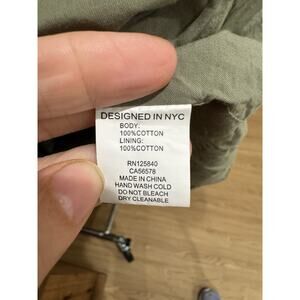 DESIGNED IN NYC
BODY:
100%COTTON
LINING:
100%COTTON
RN125840
CA56578
MADE IN CHINA
HAND WASH COLD
DO NOT BLEACH
DRY CLEANABLE